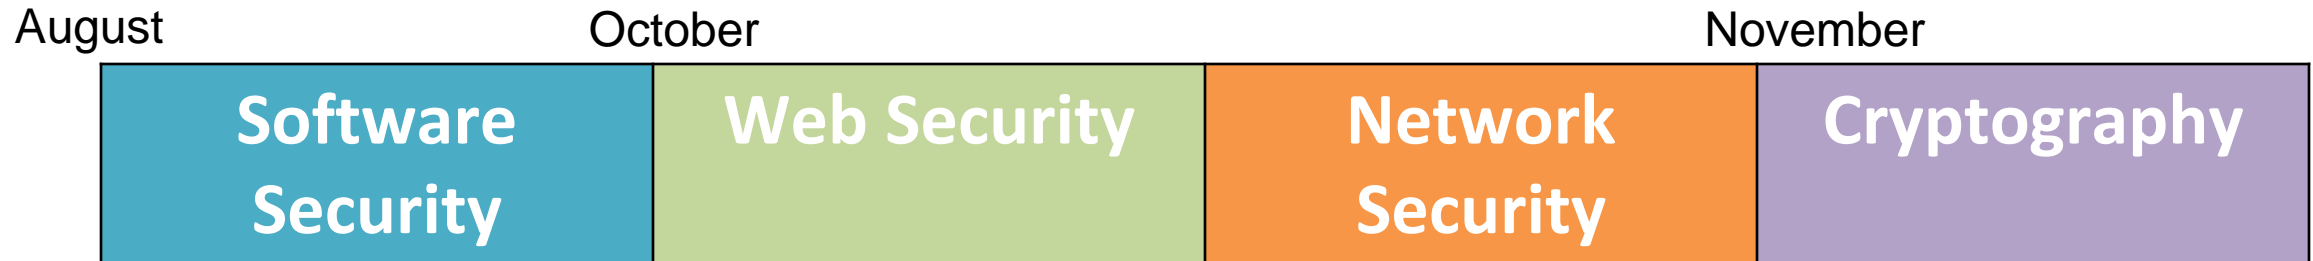 August
October
November
Software
Security
Web Security
Network
Security
Cryptography